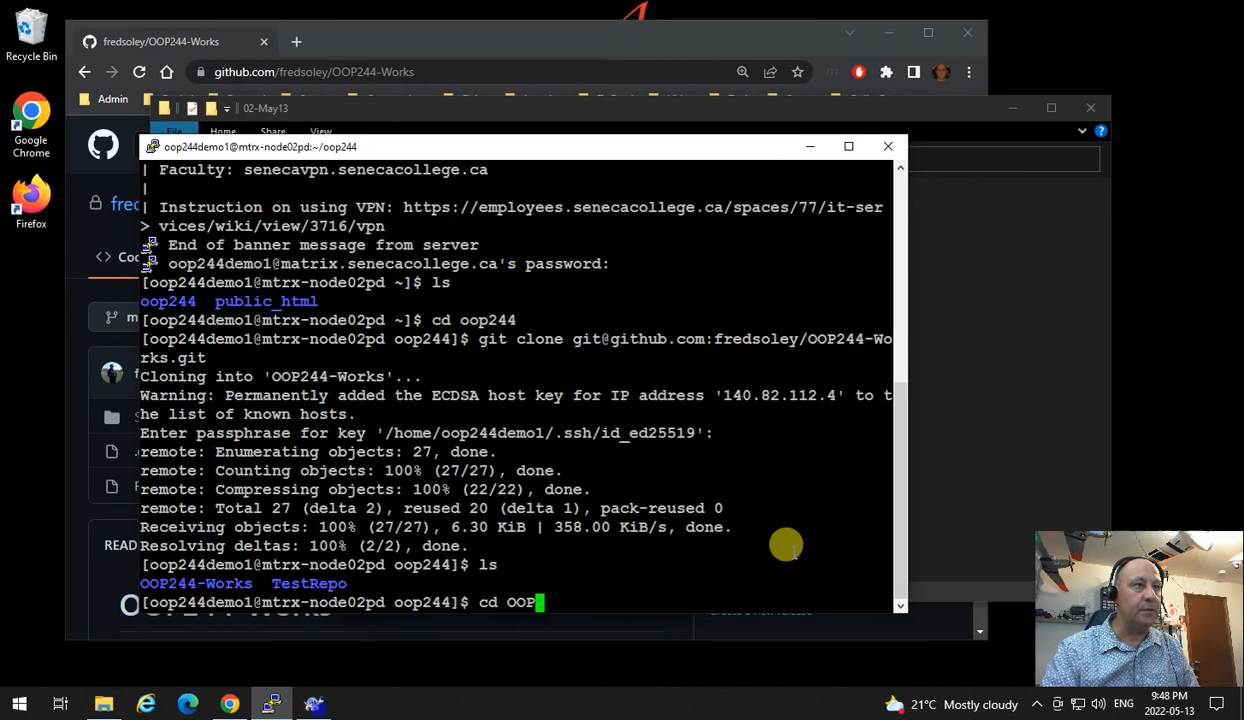 Recycle Bin
Google
Chrome
Firefox
fredsoley/OOP244-Works
github.com/fredsoley/OOP244-Works
Admin
02-May13
File
Home
Share
View
oop244demo1@mtrx-node02pd:~/oop244
| Faculty: senecavpn.senecacollege.ca
|
| Instruction on using VPN: https://employees.senecacollege.ca/spaces/77/it-ser
> vices/wiki/view/3716/vpn
End of banner message from server
oop244demo1@matrix.senecacollege.ca's password:
[oop244demo1@mtrx-node02pd ~]$ ls
oop244  public_html
[oop244demo1@mtrx-node02pd ~]$ cd oop244
[oop244demo1@mtrx-node02pd oop244]$ git clone git@github.com:fredsoley/OOP244-Wo
rks.git
Cloning into 'OOP244-Works'...
Warning: Permanently added the ECDSA host key for IP address '140.82.112.4' to t
he list of known hosts.
Enter passphrase for key '/home/oop244demo1/.ssh/id_ed25519':
remote: Enumerating objects: 27, done.
remote: Counting objects: 100% (27/27), done.
remote: Compressing objects: 100% (22/22), done.
remote: Total 27 (delta 2), reused 20 (delta 1), pack-reused 0
Receiving objects: 100% (27/27), 6.30 KiB | 358.00 KiB/s, done.
Resolving deltas: 100% (2/2), done.
[oop244demo1@mtrx-node02pd oop244]$ ls
OOP244-Works  TestRepo
[oop244demo1@mtrx-node02pd oop244]$ cd OOP
fre
<> Co
m
READ
21°C Mostly cloudy
ENG
9:48 PM
2022-05-13